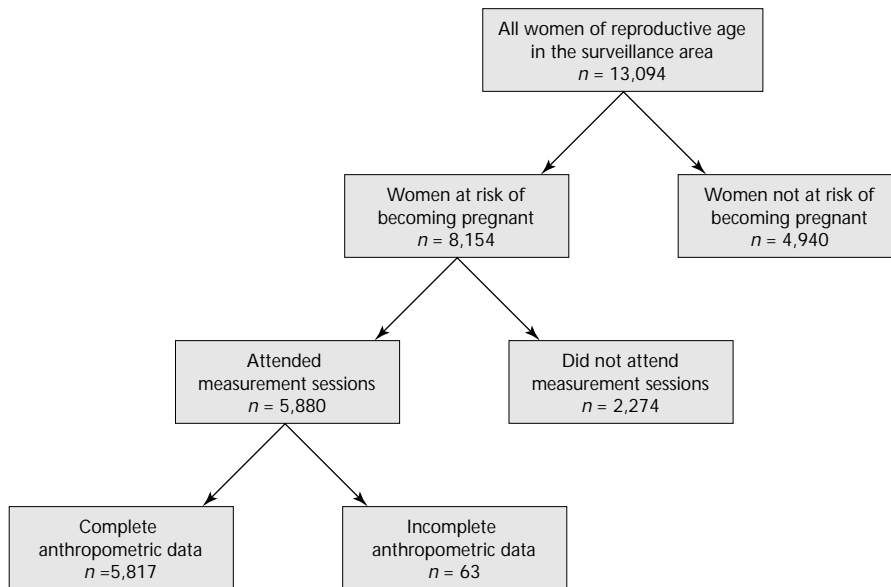 All women of reproductive age
in the surveillance area
n = 13,094
Women at risk of
becoming pregnant
n = 8,154
Women not at risk of
becoming pregnant
n = 4,940
Attended
measurement sessions
n = 5,880
Did not attend
measurement sessions
n = 2,274
Complete
anthropometric data
n =5,817
Incomplete
anthropometric data
n = 63